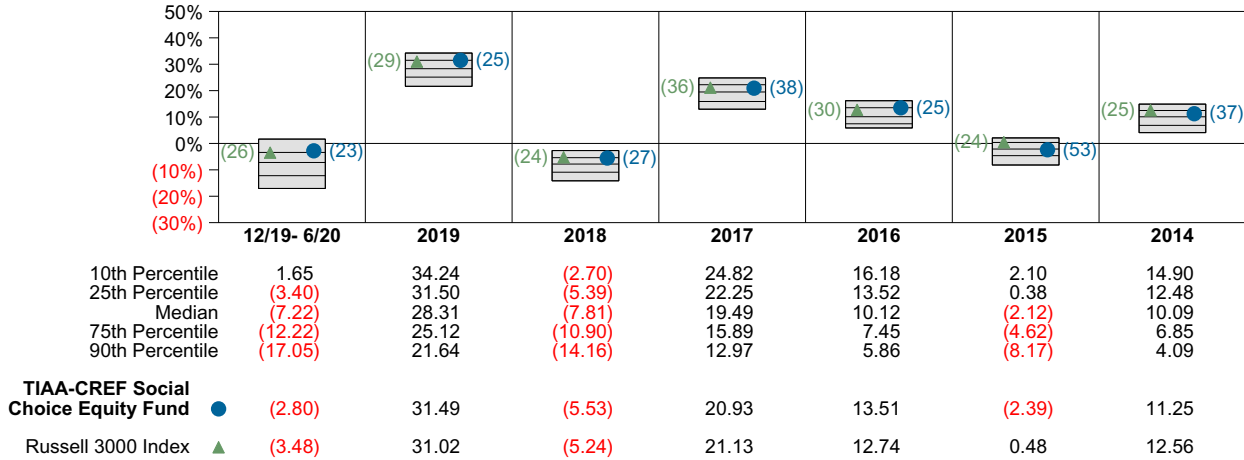 50%
40%
30%
20%
10%
0%
(10%)
(20%)
(30%)
(26) (23)
(29) (25)
(24) (27)
(36) (38)
(30) (25)
(24) (53)
(25) (37)
12/19- 6/20 2019 2018 2017 2016 2015 2014
10th Percentile 1.65 34.24 (2.70) 24.82 16.18 2.10 14.90
25th Percentile (3.40) 31.50 (5.39) 22.25 13.52 0.38 12.48
Median (7.22) 28.31 (7.81) 19.49 10.12 (2.12) 10.09
75th Percentile (12.22) 25.12 (10.90) 15.89 7.45 (4.62) 6.85
90th Percentile (17.05) 21.64 (14.16) 12.97 5.86 (8.17) 4.09
TIAA-CREF Social
Choice Equity Fund (2.80) 31.49 (5.53) 20.93 13.51 (2.39) 11.25
Russell 3000 Index (3.48) 31.02 (5.24) 21.13 12.74 0.48 12.56